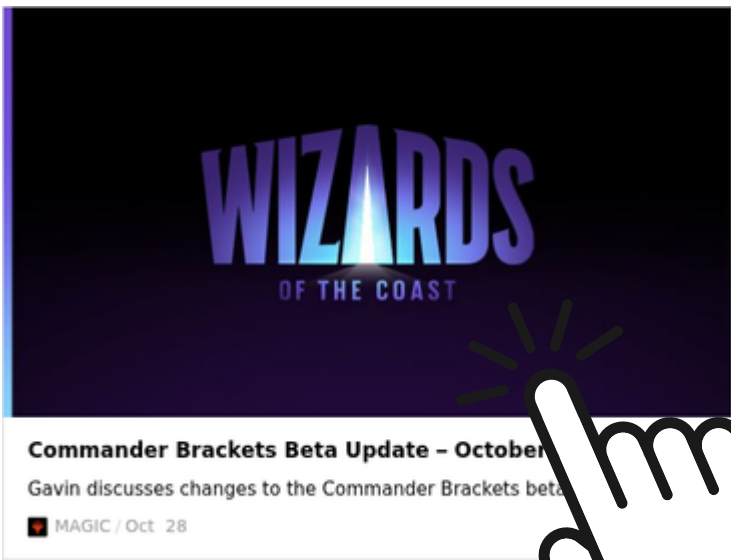 WIZARDS
OF THE COAST
Commander Brackets Beta Update – October
Gavin discusses changes to the Commander Brackets beta
MAGIC / Oct 28